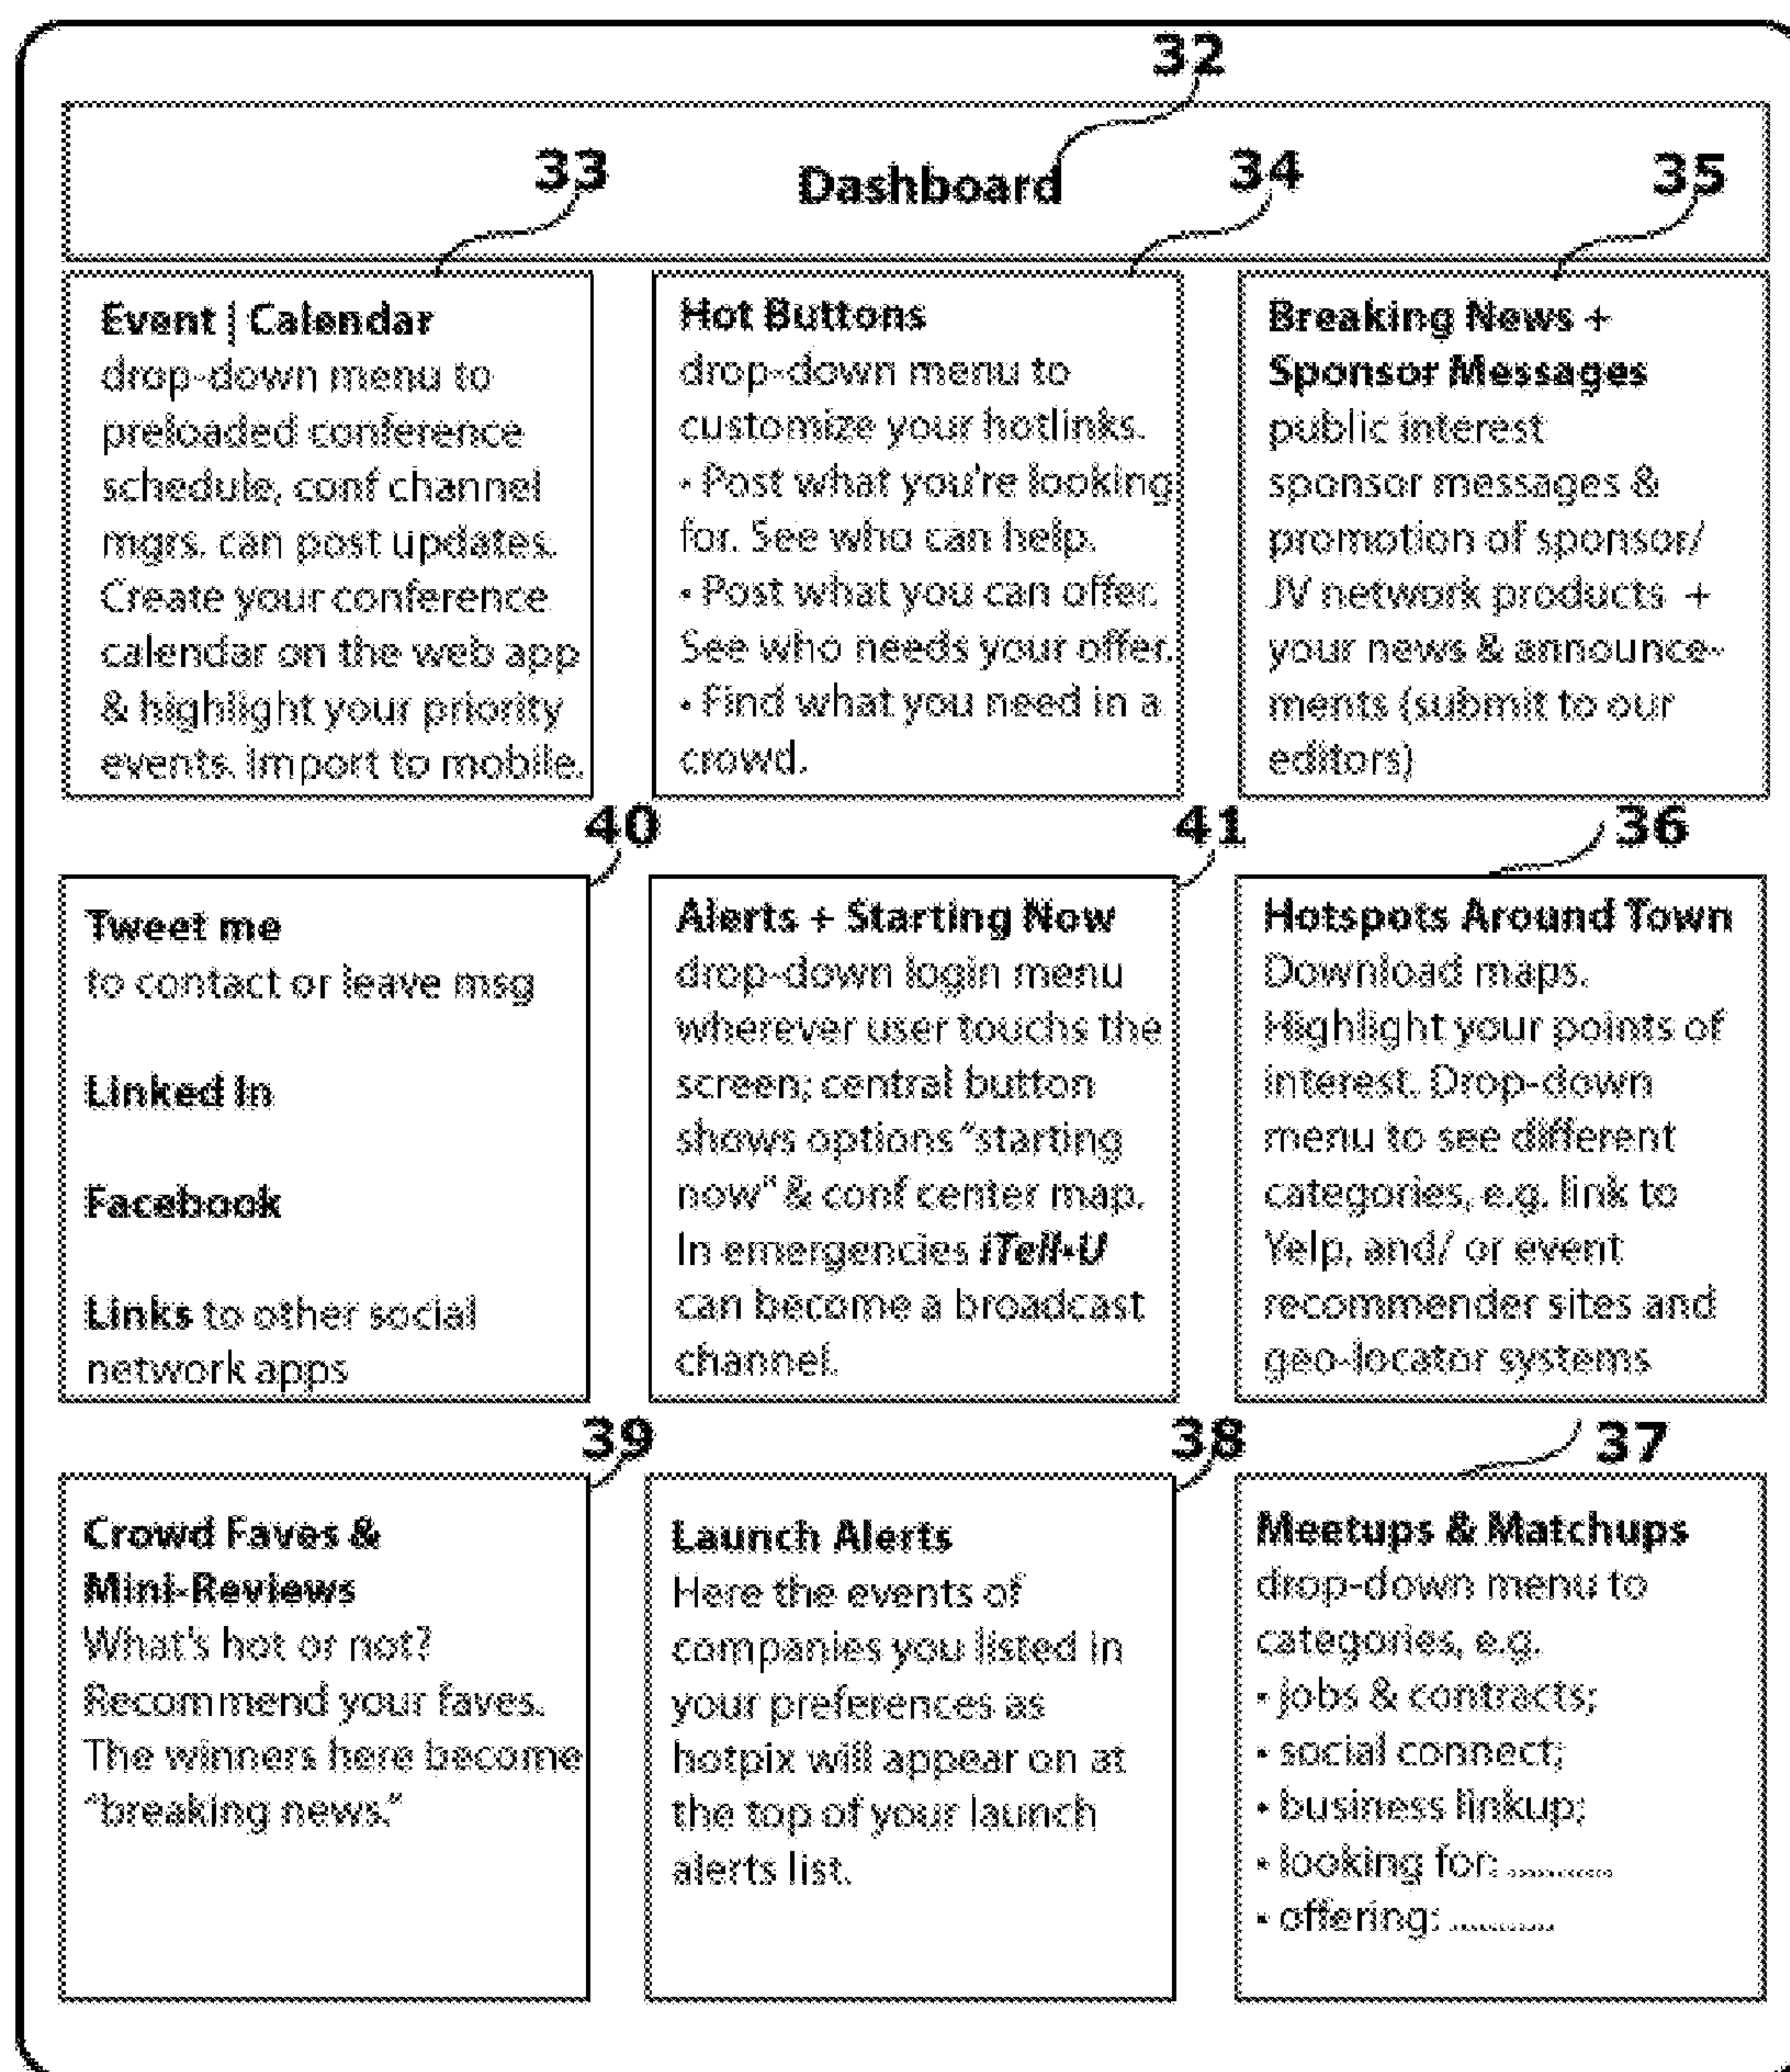 32
Dashboard
33
34
35
Event | Calendar
drop-down menu to
preloaded conference
schedule, conf channel
mgrs. can post updates.
Create your conference
calendar on the web app
& highlight your priority
events. Import to mobile.
Hot Buttons
drop-down menu to
customize your hotlinks.
• Post what you're looking
for. See who can help.
• Post what you can offer.
See who needs your offer.
• Find what you need in a
crowd.
Breaking News +
Sponsor Messages
public interest
sponsor messages &
promotion of sponsor/
JV network products +
your news & announce-
ments (submit to our
editors)
40
41
36
Tweet me
to contact or leave msg
Linked In
Facebook
Links to other social
network apps
Alerts + Starting Now
drop-down login menu
wherever user touchs the
screen; central button
shows options "starting
now" & conf center map.
In emergencies iTell-U
can become a broadcast
channel.
Hotspots Around Town
Download maps.
Highlight your points of
interest. Drop-down
menu to see different
categories, e.g. link to
Yelp, and/ or event
recommender sites and
geo-locator systems
39
38
37
Crowd Faves &
Mini-Reviews
What's hot or not?
Recommend your faves.
The winners here become
"breaking news."
Launch Alerts
Here the events of
companies you listed in
your preferences as
hotpix will appear on at
the top of your launch
alerts list.
Meetups & Matchups
drop-down menu to
categories, e.g.
• jobs & contracts;
• social connect;
• business linkup;
• looking for: ............
• offering: ............